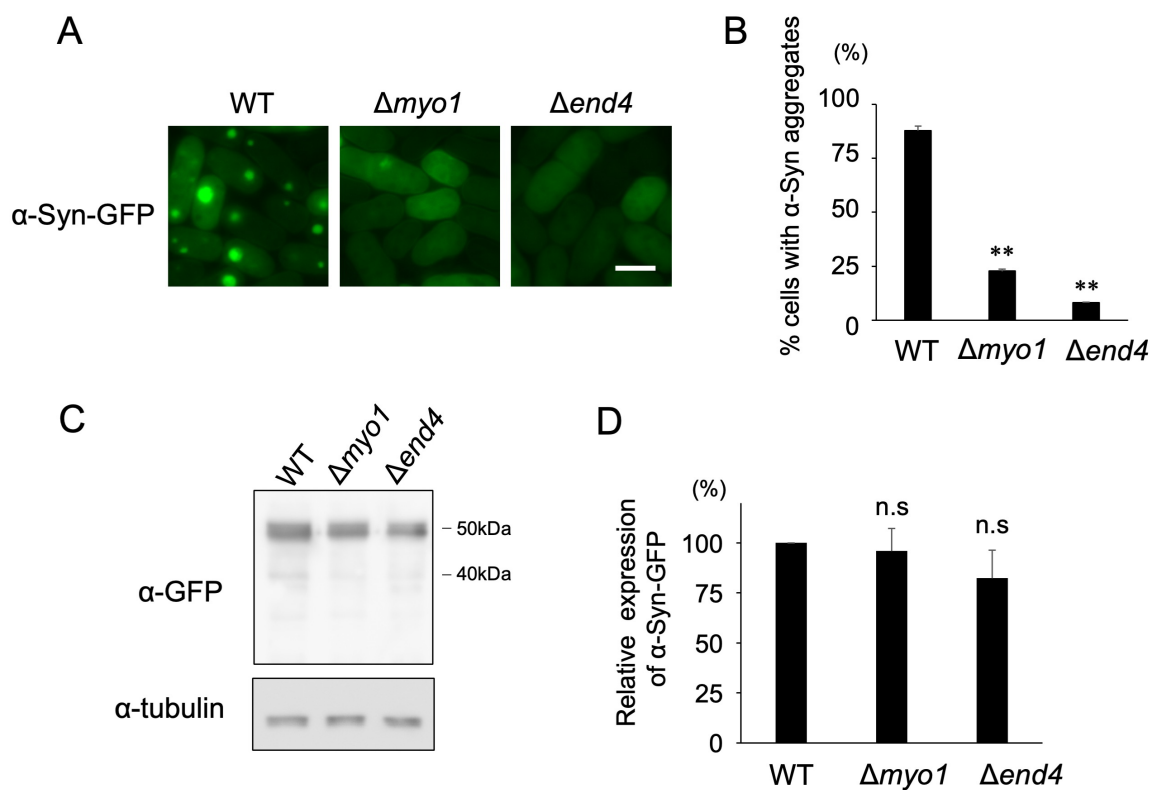 A
WT
Δmyo1
Δend4
α-Syn-GFP
B
(%)
% cells with α-Syn aggregates
100
75
50
25
0
**
**
WT
Δmyo1
Δend4
C
WT
Δmyo1
Δend4
50kDa
40kDa
α-GFP
α-tubulin
D
(%)
Relative expression
of α-Syn-GFP
100
75
50
25
0
n.s
n.s
WT
Δmyo1
Δend4